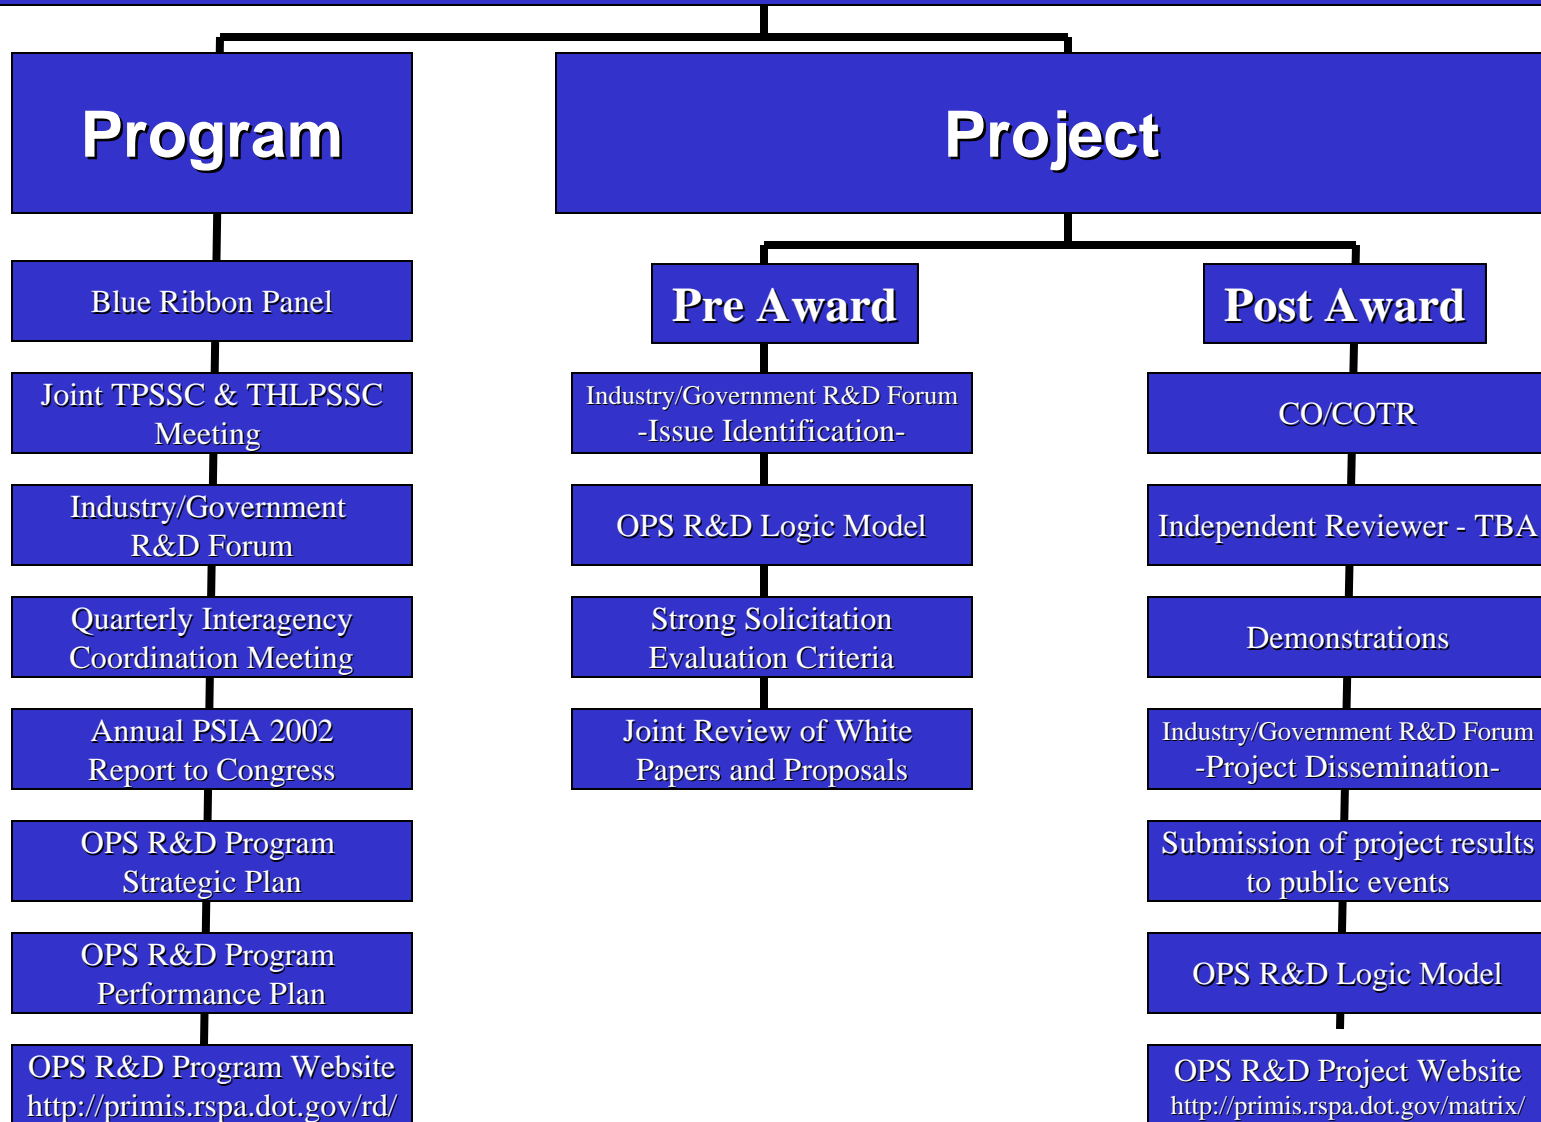 Program
Blue Ribbon Panel
Joint TPSSC & THLPSSC
Meeting
Industry/Government
R&D Forum
Quarterly Interagency
Coordination Meeting
Annual PSIA 2002
Report to Congress
OPS R&D Program
Strategic Plan
OPS R&D Program
Performance Plan
OPS R&D Program Website
http://primis.rspa.dot.gov/rd/
Project
Pre Award
Industry/Government R&D Forum
-Issue Identification-
OPS R&D Logic Model
Strong Solicitation
Evaluation Criteria
Joint Review of White
Papers and Proposals
Post Award
CO/COTR
Independent Reviewer - TBA
Demonstrations
Industry/Government R&D Forum
-Project Dissemination-
Submission of project results
to public events
OPS R&D Logic Model
OPS R&D Project Website
http://primis.rspa.dot.gov/matrix/